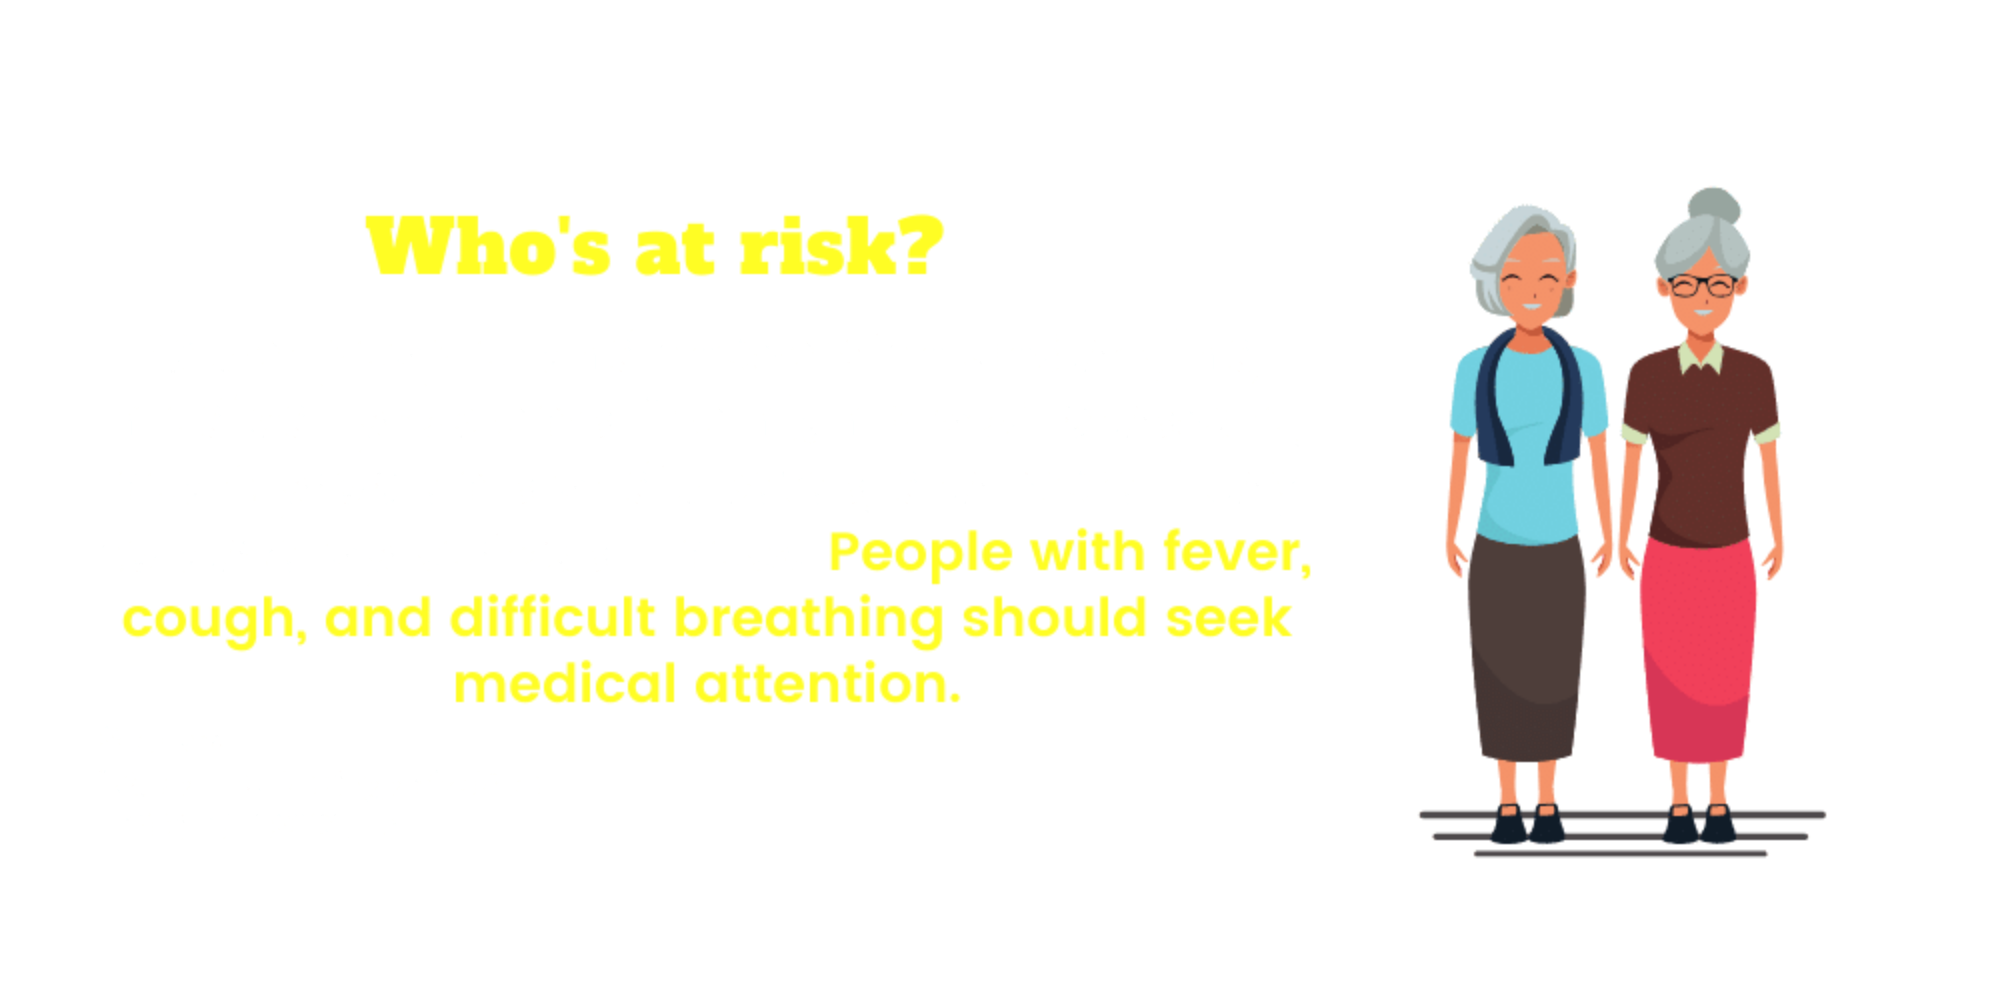 Who's at risk?
People with fever,
cough, and difficult breathing should seek
medical attention.